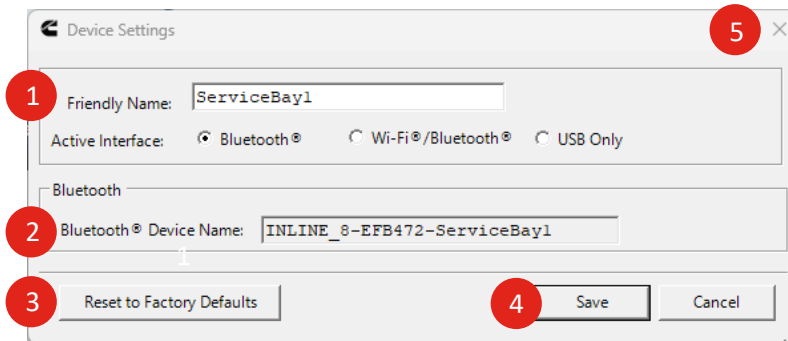 Device Settings
5
1
Friendly Name: ServiceBay1
Active Interface: Bluetooth® Wi-Fi®/Bluetooth® USB Only
Bluetooth
2
Bluetooth® Device Name: INLINE_8-EFB472-ServiceBay1
1
3
Reset to Factory Defaults
4
Save
Cancel